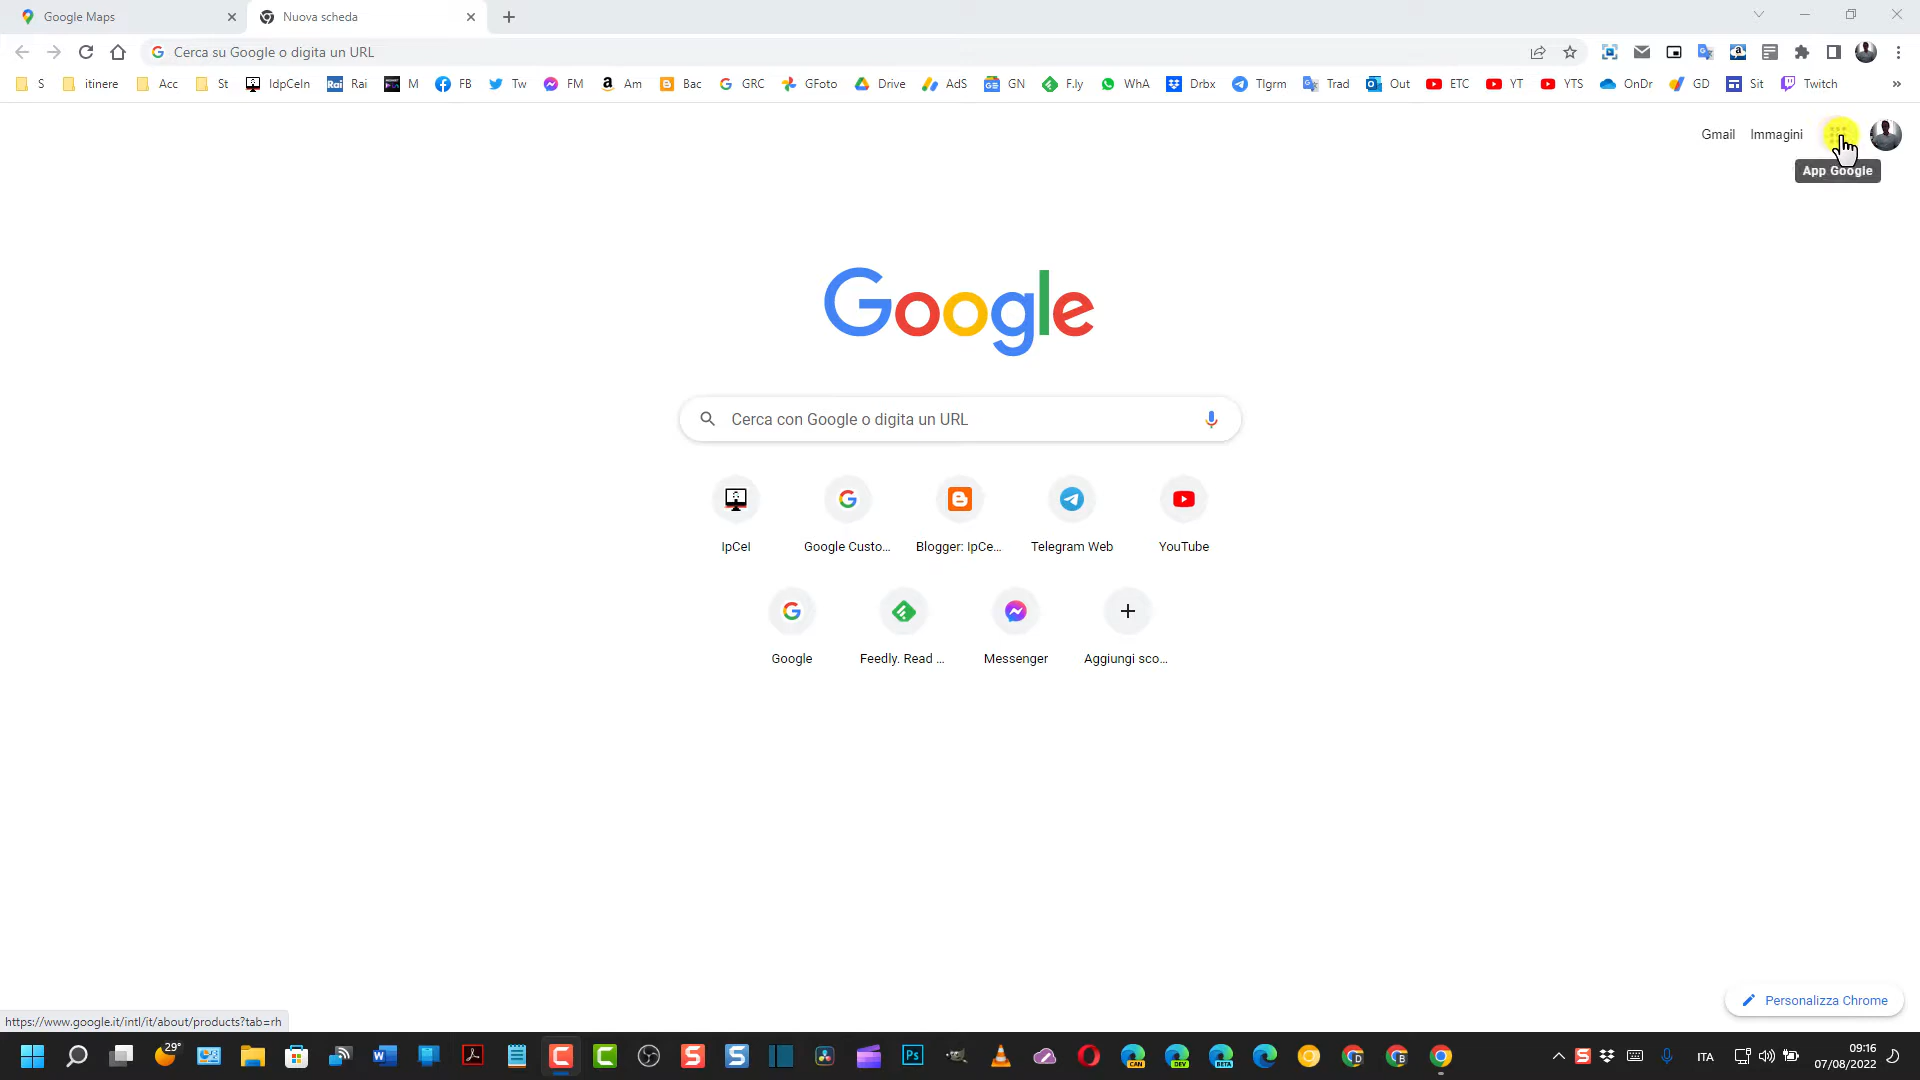 Google Maps
Nuova scheda
Cerca su Google o digita un URL
S itinere Acc St IdpCeIn Rai M FB Tw FM Am Bac GRC GFoto Drive AdS GN F.ly WhA Drbx Tlgrm Trad Out ETC YT YTS OnDr GD Sit Twitch »
Gmail Immagini
App Google
Google
Cerca con Google o digita un URL
IpCeI Google Custo... Blogger: IpCe... Telegram Web YouTube
Google Feedly. Read ... Messenger Aggiungi sco...
Personalizza Chrome
https://www.google.it/intl/it/about/products?tab=rh
29°
ITA
09:16
07/08/2022